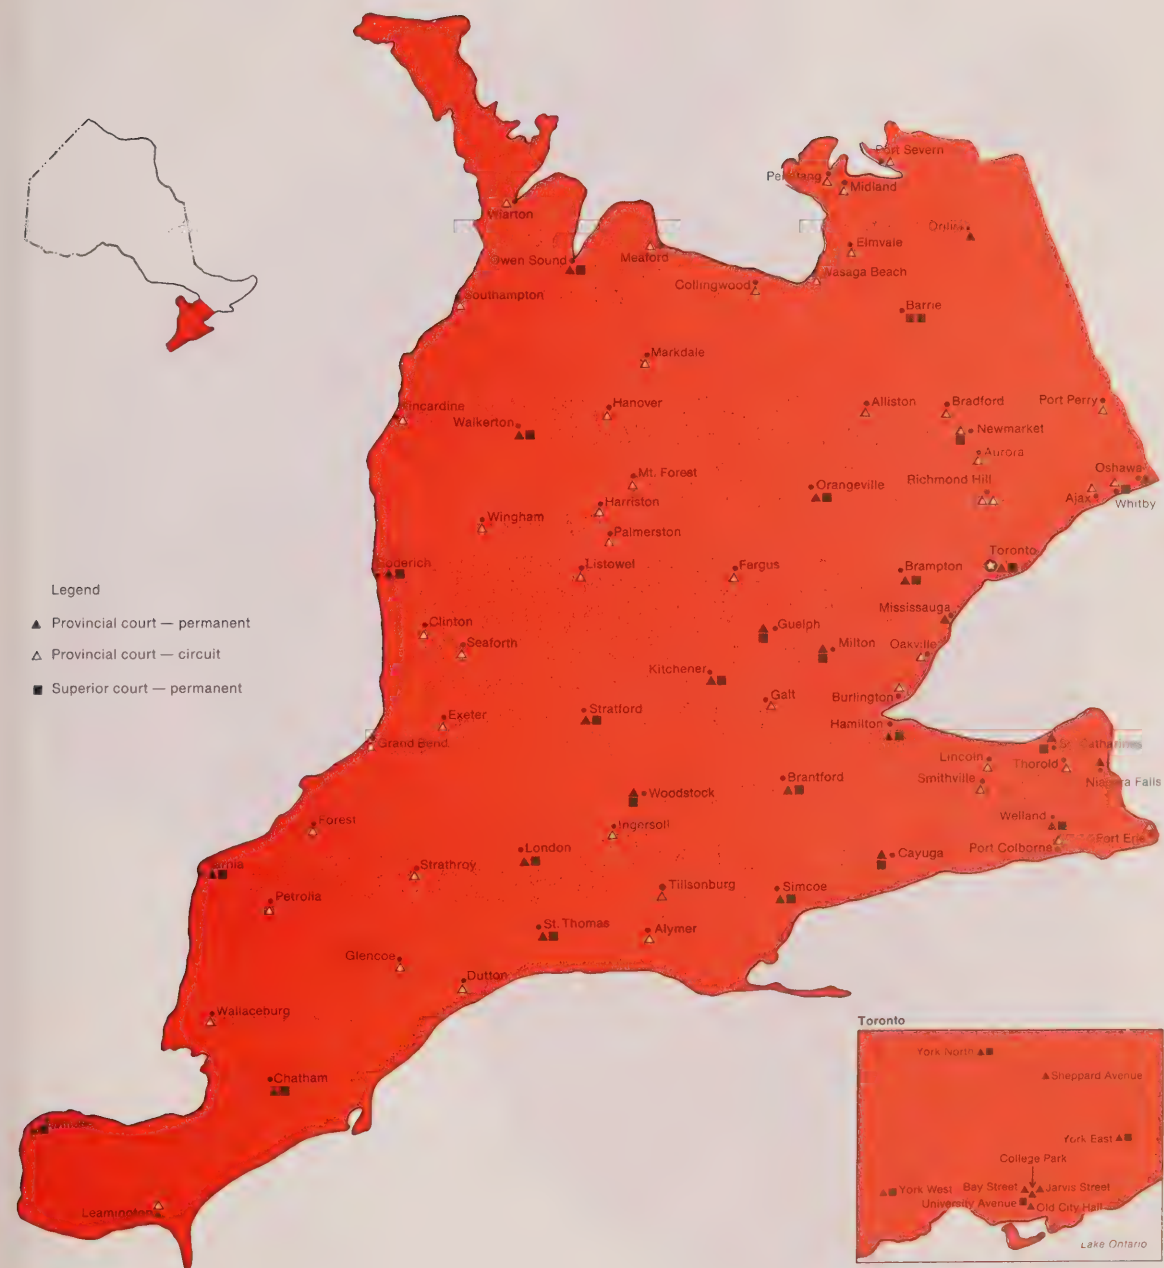 Port Severn
Midland
Wiarton
Elmvale
Owen Sound
Meaford
Wasaga Beach
Collingwood
Southampton
Barrie
Markdale
Kincardine
Hanover
Alliston
Bradford
Port Perry
Walkerton
Newmarket
Aurora
Mt. Forest
Richmond Hill
Oshawa
Orangeville
Harriston
Ajax
Whitby
Wingham
Palmerston
Toronto
Goderich
Listowel
Fergus
Brampton
Legend
Provincial court — permanent
Provincial court — circuit
Superior court — permanent
Mississauga
Clinton
Guelph
Seaforth
Milton
Oakville
Kitchener
Galt
Burlington
Stratford
Exeter
Hamilton
Grand Bend
St. Catharines
Lincoln
Thorold
Brantford
Smithville
Niagara Falls
Woodstock
Forest
Ingersoll
Welland
Fort Erie
London
Port Colborne
Cayuga
Strathroy
Tillsonburg
Simcoe
Petrolia
St. Thomas
Alymer
Glencoe
Dutton
Wallaceburg
Toronto
York North
Sheppard Avenue
Chatham
York East
College Park
York West
Bay Street
Jarvis Street
University Avenue
Old City Hall
Leamington
Lake Ontario